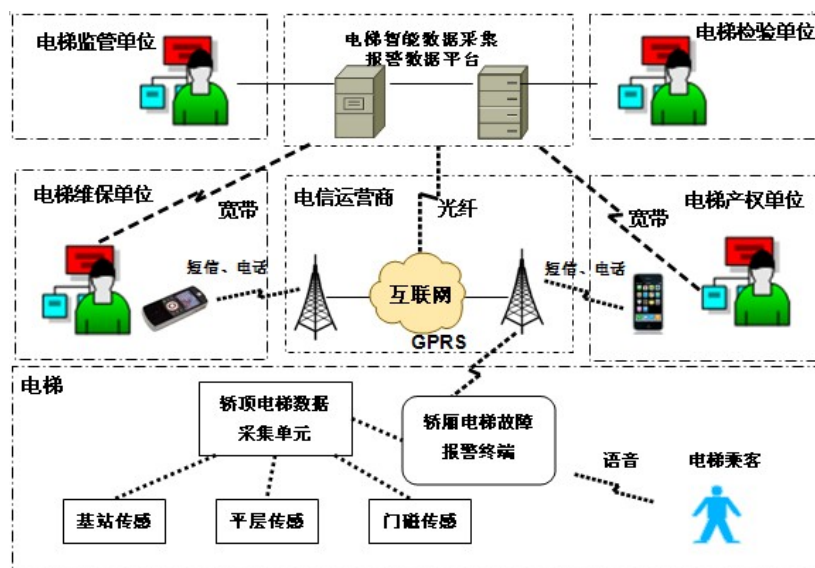 电梯监管单位
电梯智能数据采集
报警数据平台
电梯检验单位
电梯维保单位
宽带
电信运营商
光纤
宽带
电梯产权单位
短信、电话
短信、电话
互联网
GPRS
电梯
轿顶电梯数据
采集单元
轿厢电梯故障
报警终端
语音
电梯乘客
基站传感
平层传感
门磁传感